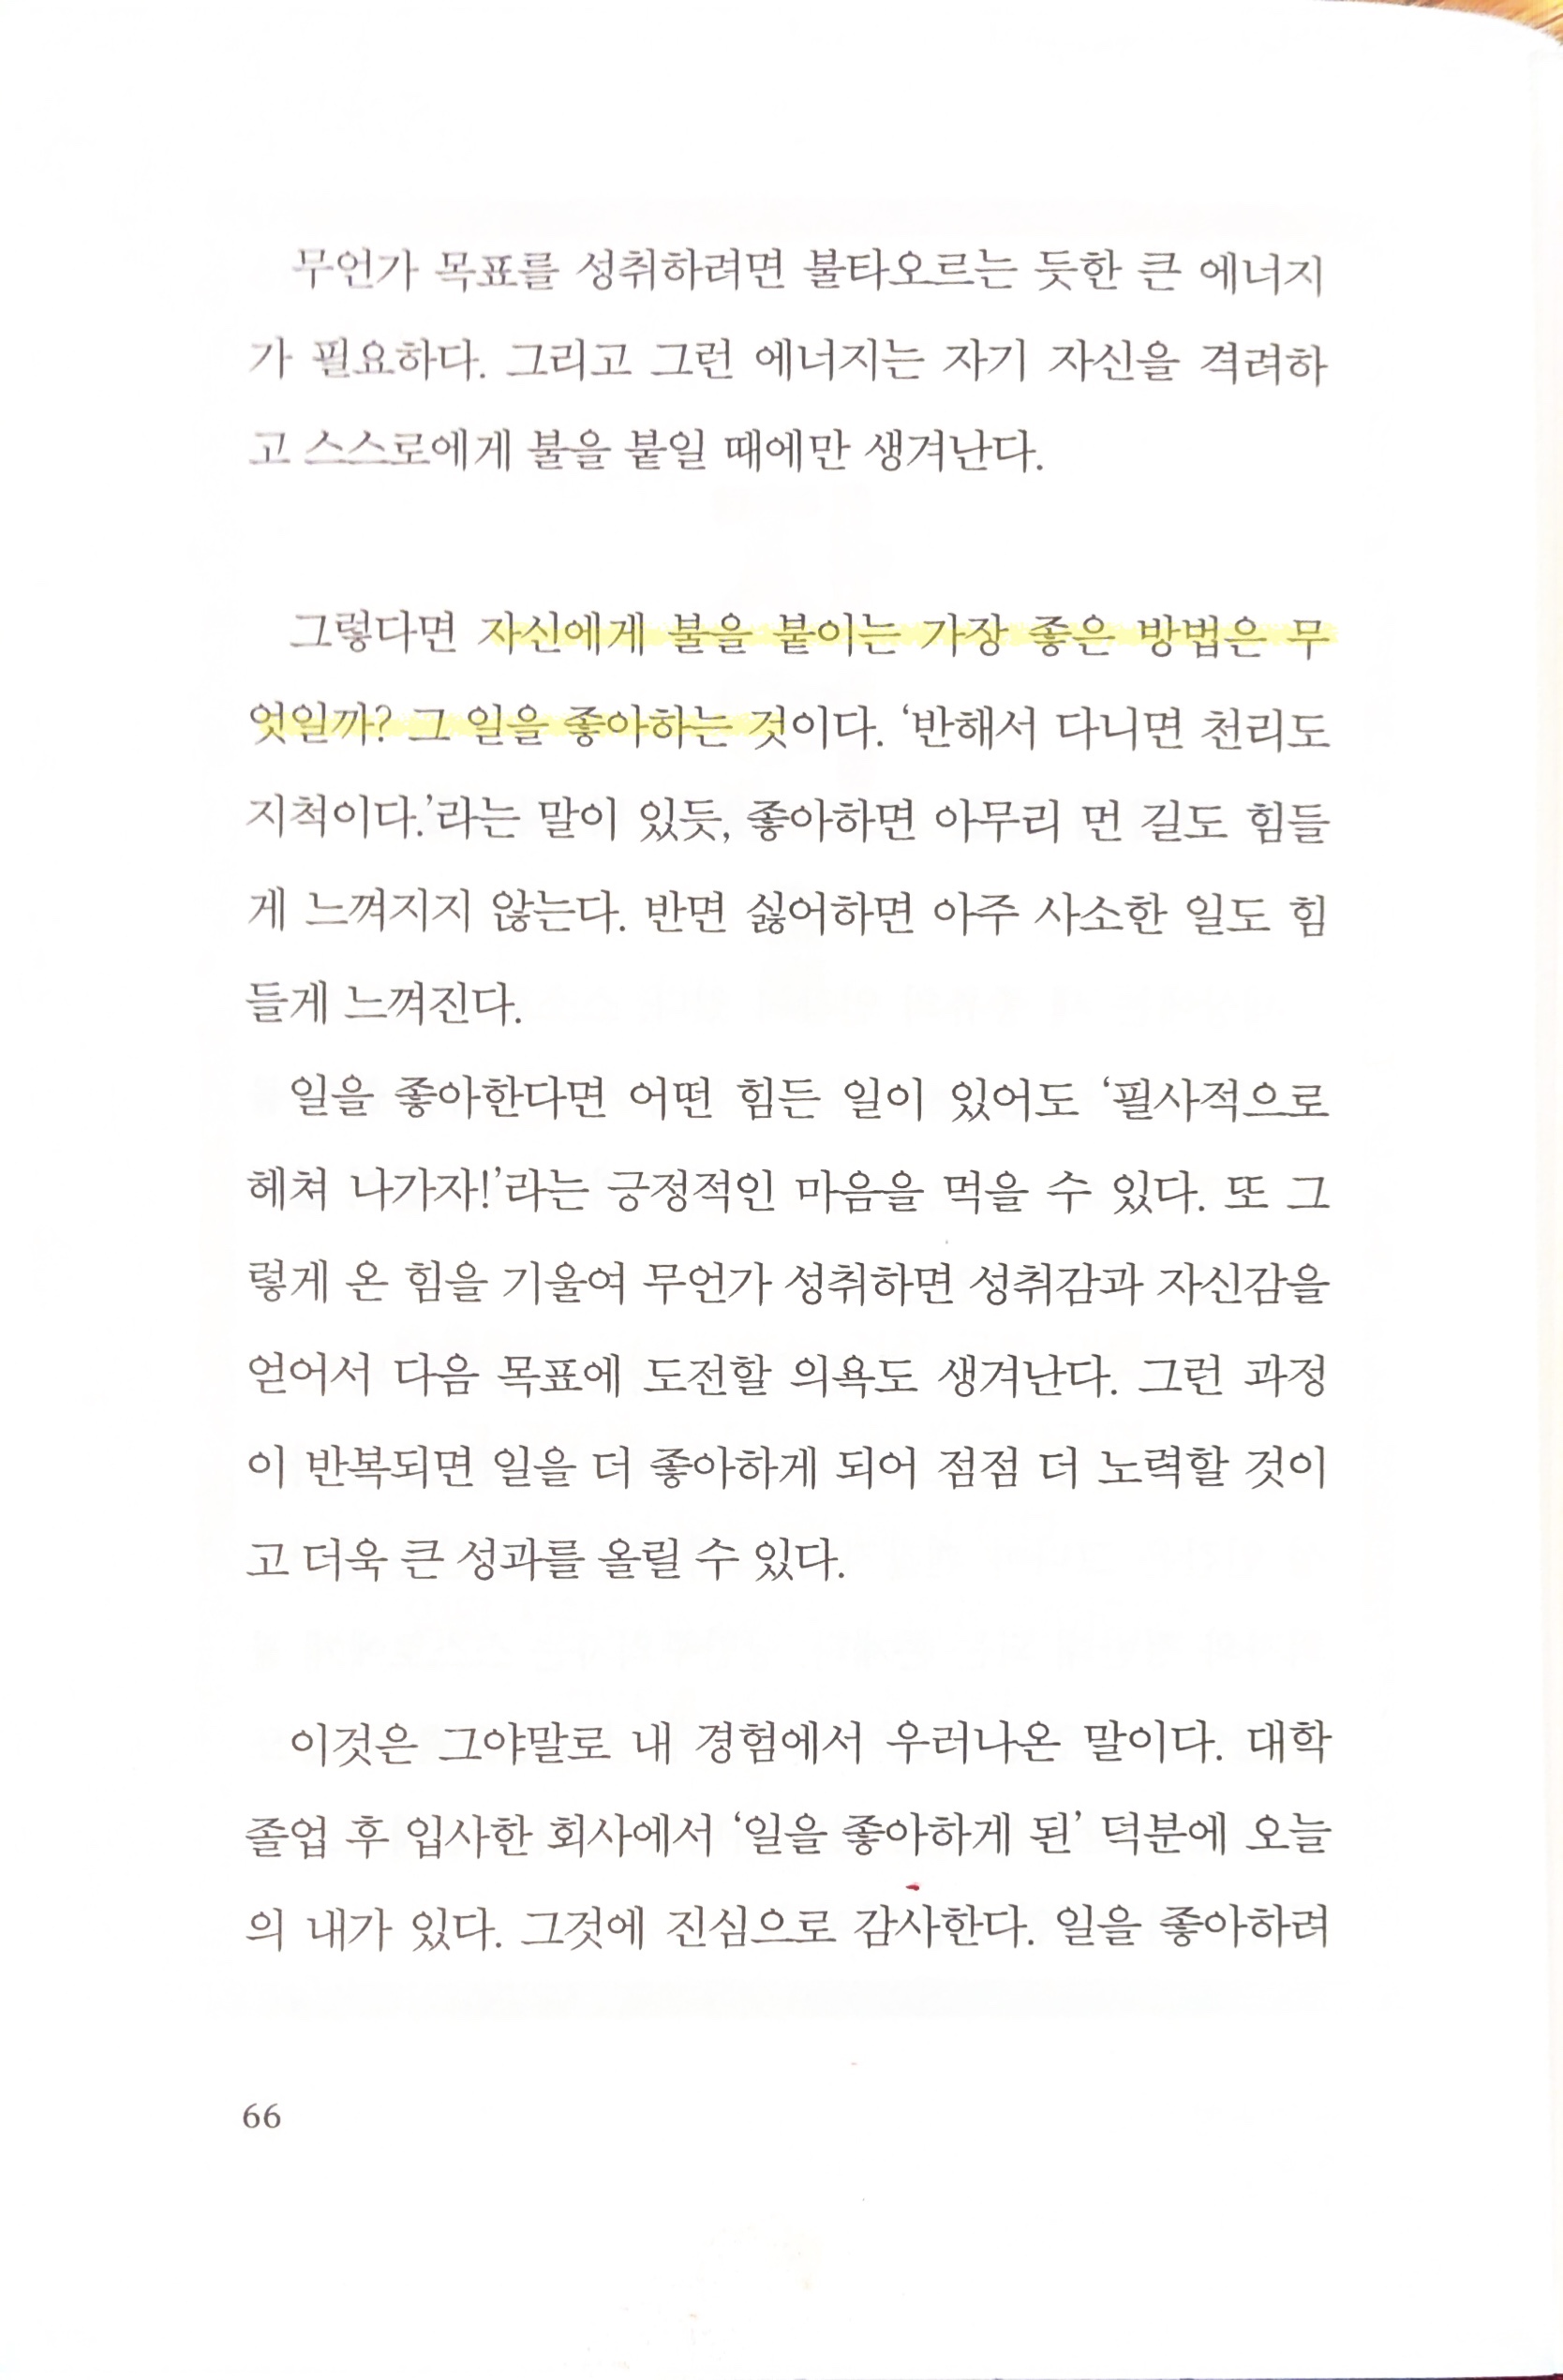 무언가 목표를 성취하려면 불타오르는 듯한 큰 에너지
가 필요하다. 그리고 그런 에너지는 자기 자신을 격려하
고 스스로에게 불을 붙일 때에만 생겨난다.
그렇다면 자신에게 불을 붙이는 가장 좋은 방법은 무
엇일까? 그 일을 좋아하는 것이다. ‘반해서 다니면 천리도
지척이다.’라는 말이 있듯, 좋아하면 아무리 먼 길도 힘들
게 느껴지지 않는다. 반면 싫어하면 아주 사소한 일도 힘
들게 느껴진다.
일을 좋아한다면 어떤 힘든 일이 있어도 ‘필사적으로
헤쳐 나가자!’라는 긍정적인 마음을 먹을 수 있다. 또 그
렇게 온 힘을 기울여 무언가 성취하면 성취감과 자신감을
얻어서 다음 목표에 도전할 의욕도 생겨난다. 그런 과정
이 반복되면 일을 더 좋아하게 되어 점점 더 노력할 것이
고 더욱 큰 성과를 올릴 수 있다.
이것은 그야말로 내 경험에서 우러나온 말이다. 대학
졸업 후 입사한 회사에서 ‘일을 좋아하게 된’ 덕분에 오늘
의 내가 있다. 그것에 진심으로 감사한다. 일을 좋아하려
66